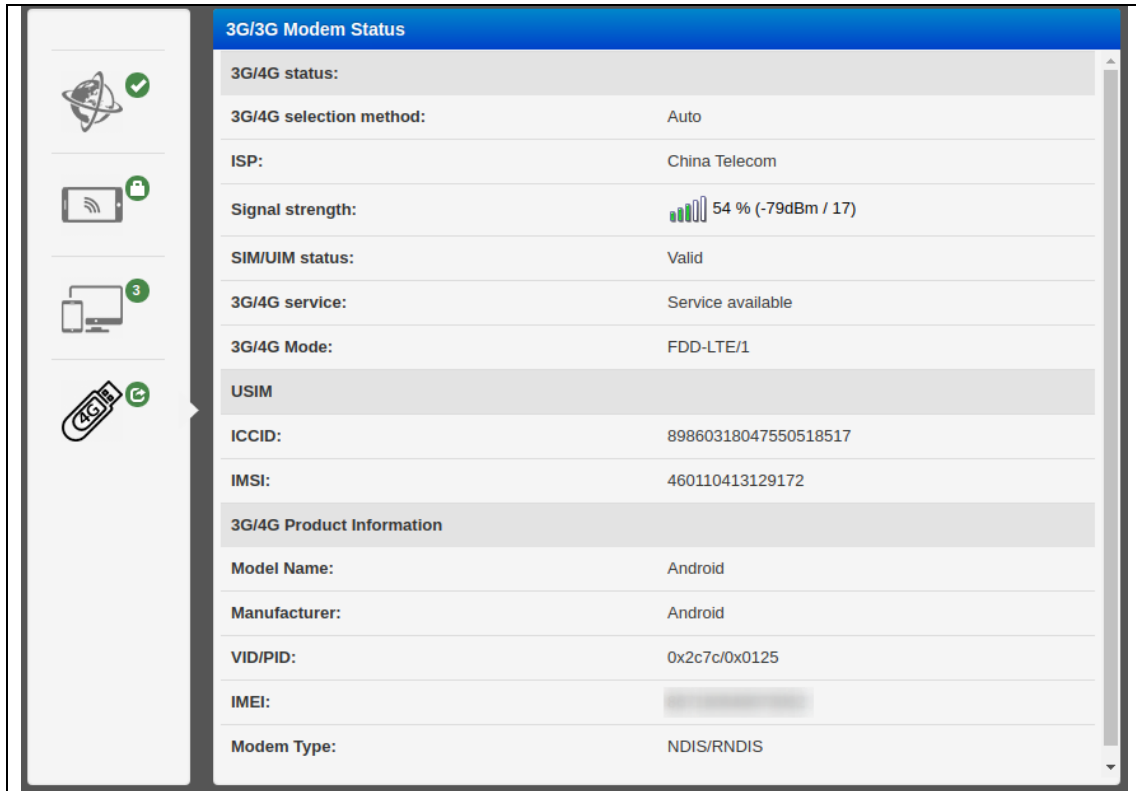 3G/3G Modem Status
3G/4G status:
3G/4G selection method: Auto
ISP: China Telecom
Signal strength: 54 % (-79dBm / 17)
SIM/UIM status: Valid
3G/4G service: Service available
3G/4G Mode: FDD-LTE/1
3
USIM
4G
ICCID: 89860318047550518517
IMSI: 460110413129172
3G/4G Product Information
Model Name: Android
Manufacturer: Android
VID/PID: 0x2c7c/0x0125
IMEI:
Modem Type: NDIS/RNDIS